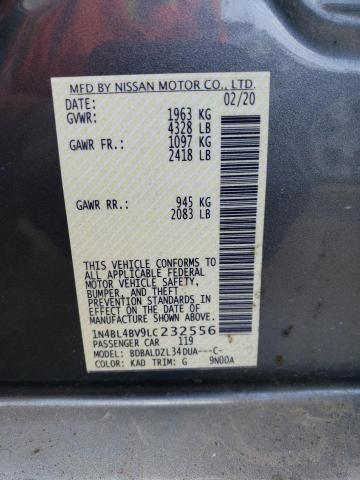 MFD BY NISSAN MOTOR CO., LTD.
DATE: 02/20
GVWR: 1963 KG
4328 LB
GAWR FR.: 1097 KG
2418 LB
GAWR RR.: 945 KG
2083 LB
THIS VEHICLE CONFORMS TO
ALL APPLICABLE FEDERAL
MOTOR VEHICLE SAFETY,
BUMPER, AND THEFT
PREVENTION STANDARDS
IN EFFECT ON THE DATE OF
MANUFACTURE SHOWN ABOVE.
1N4BL4BV9LC232556
PASSENGER CAR 119
MODEL: BDBALDZL34DUA---C-
COLOR: KAD TRIM: G 9N00A